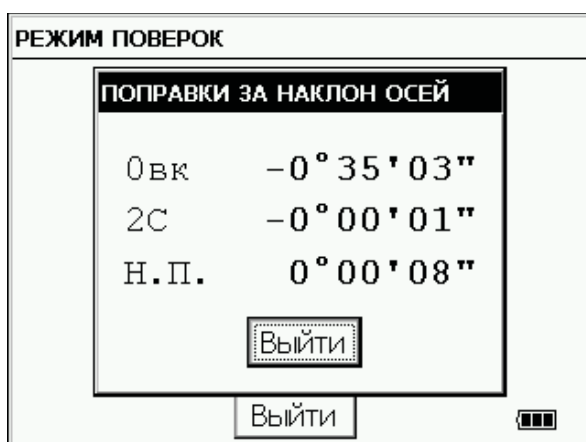 РЕЖИМ ПОВЕРОК
ПОПРАВКИ ЗА НАКЛОН ОСЕЙ
0вк -0°35'03"
2С -0°00'01"
Н.П. 0°00'08"
Выйти
Выйти